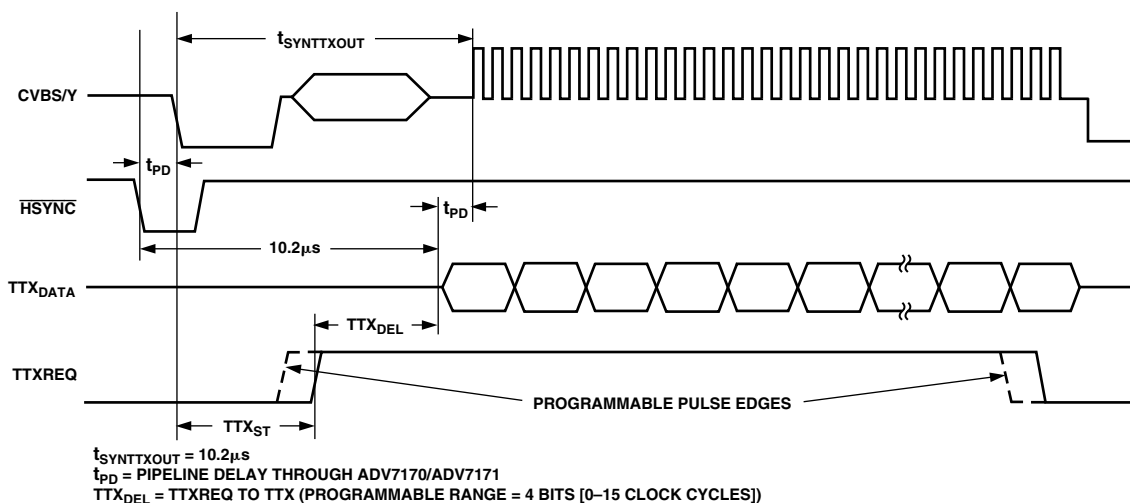 tSYNTTXOUT
CVBS/Y
tPD
HSYNC
tPD
10.2μs
TTXDATA
TTXDEL
TTXREQ
PROGRAMMABLE PULSE EDGES
TTXST
tSYNTTXOUT = 10.2μs
tPD = PIPELINE DELAY THROUGH ADV7170/ADV7171
TTXDEL = TTXREQ TO TTX (PROGRAMMABLE RANGE = 4 BITS [0–15 CLOCK CYCLES])